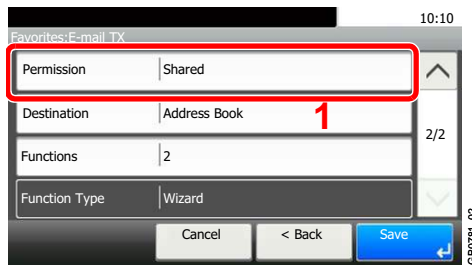 10:10
Favorites:E-mail TX
Permission Shared
Destination Address Book
1
2/2
Functions 2
Function Type Wizard
Cancel < Back Save
GB0781_02